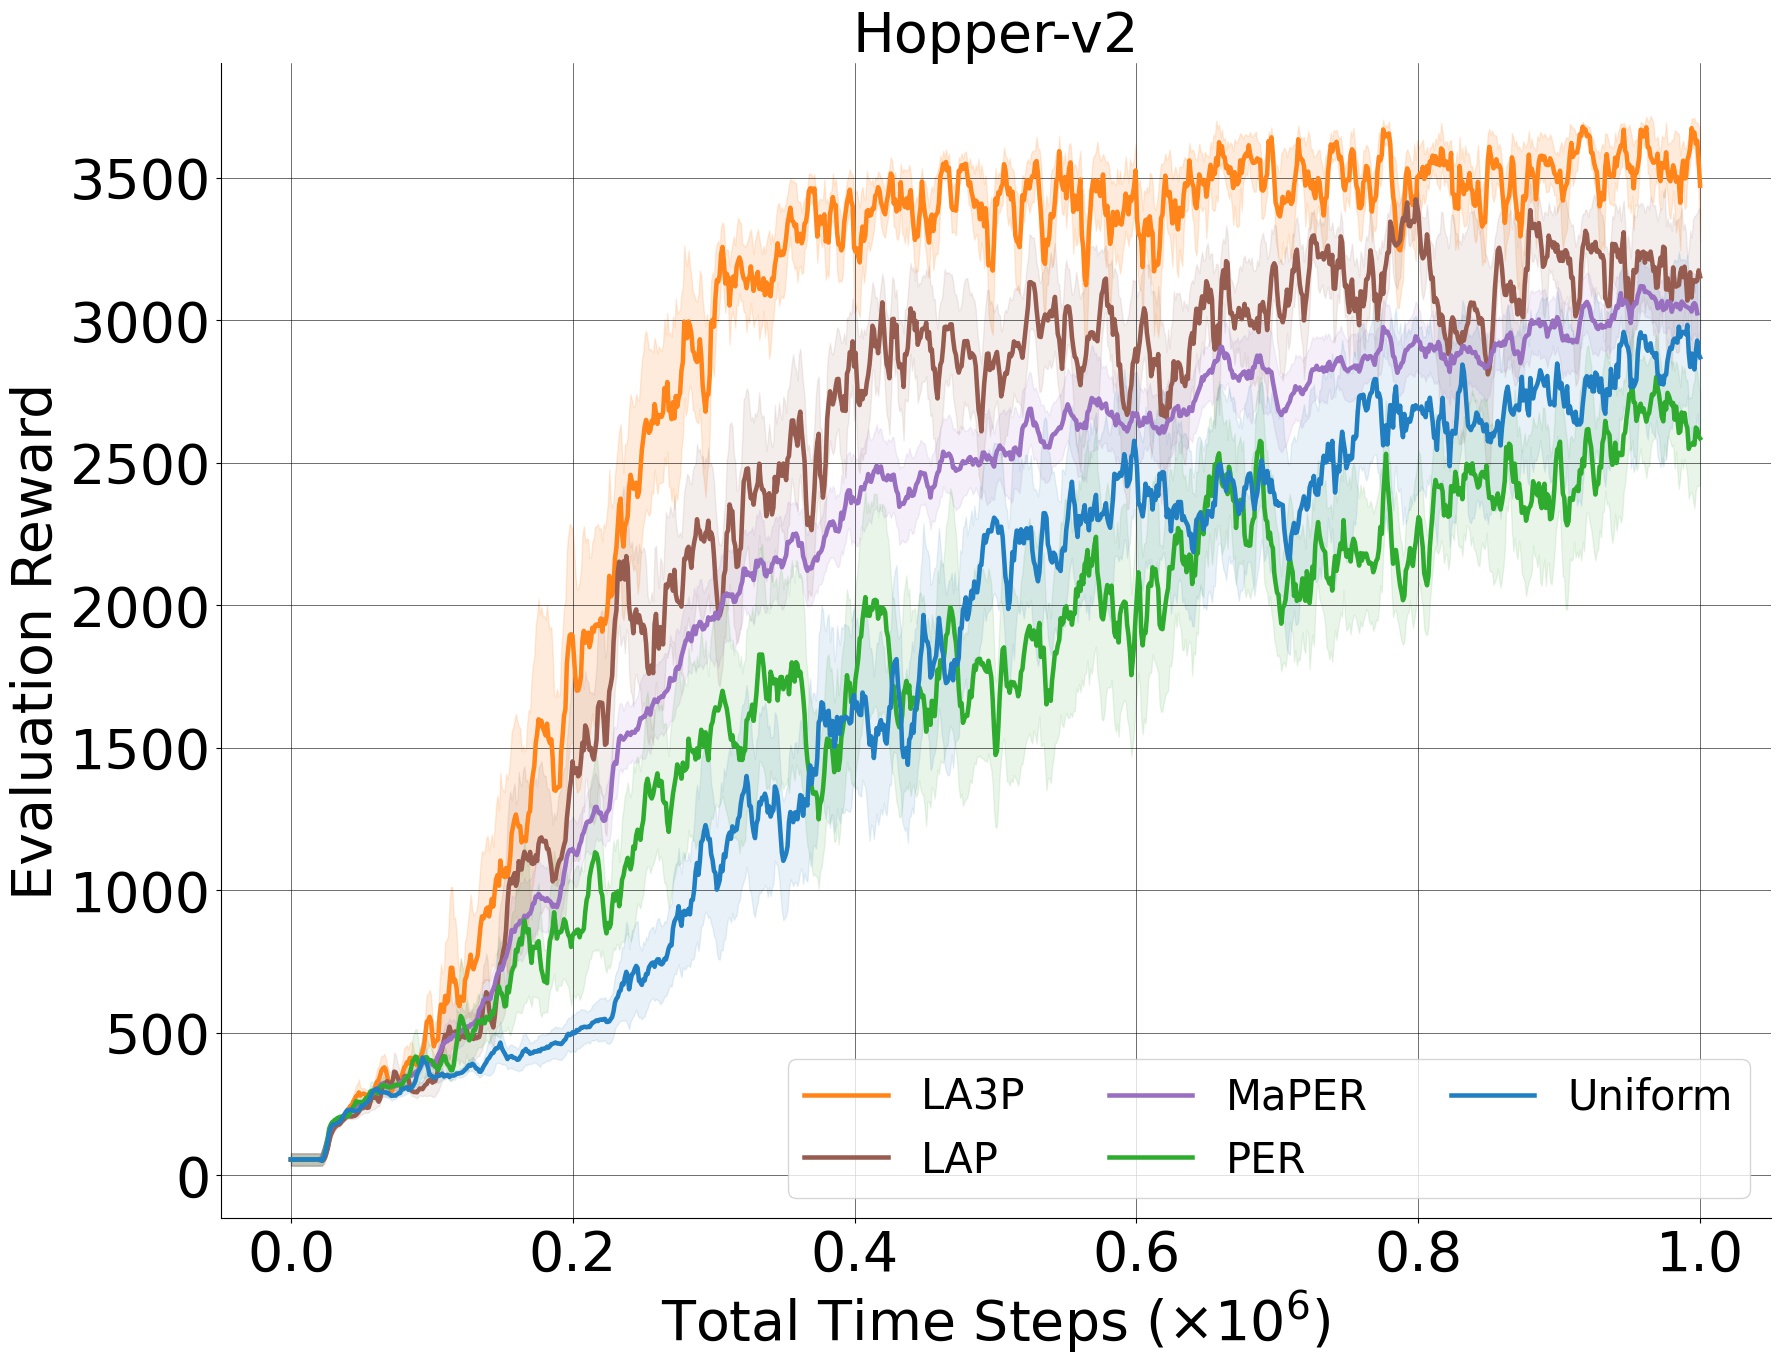 Hopper-v2
Evaluation Reward
3500
3000
2500
2000
1500
1000
500
0
LA3P
MaPER
Uniform
LAP
PER
0.0
0.2
0.4
0.6
0.8
1.0
Total Time Steps (×10⁶)